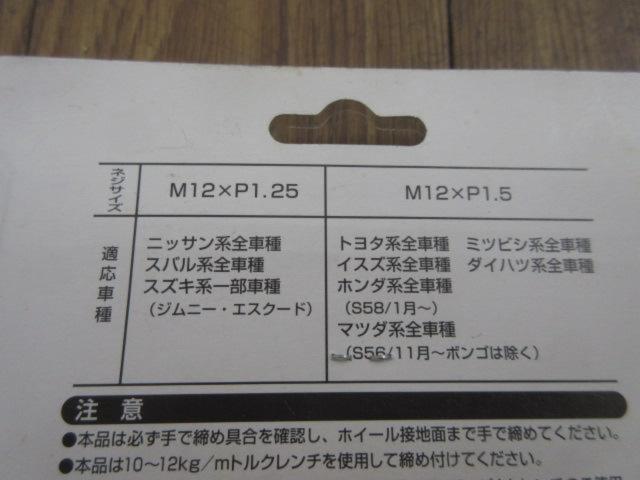 ネジサイズ
M12×P1.25
M12×P1.5
適応車種
ニッサン系全車種
スバル系全車種
スズキ系一部車種
(ジムニー・エスクード)
トヨタ系全車種 ミツビシ系全車種
イスズ系全車種 ダイハツ系全車種
ホンダ系全車種
(S58/1月~)
マツダ系全車種
(S56/11月~ボンゴは除く)
注意
●本品は必ず手で締め具合を確認し、ホイール接地面まで手で締めてください。
●本品は10~12kg/mトルクレンチを使用して締め付けてください。